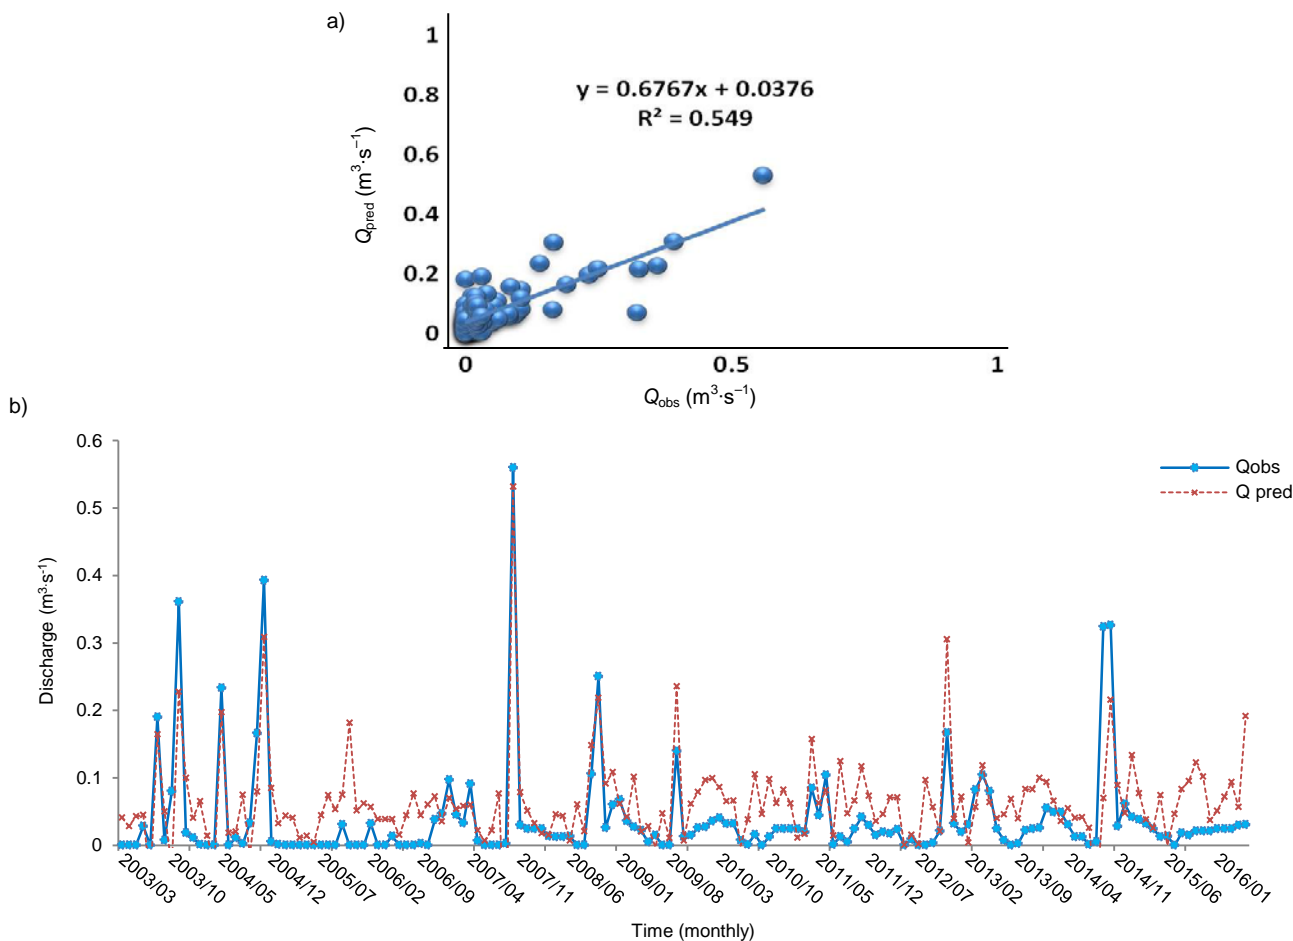 a)
1
0.8
0.6
0.4
0.2
0
y = 0.6767x + 0.0376
R² = 0.549
Qpred (m³·s⁻¹)
0 0.5 1
Qobs (m³·s⁻¹)
b)
0.6
0.5
0.4
0.3
0.2
0.1
0
Discharge (m³·s⁻¹)
Qobs
Q pred
2003/03 2003/10 2004/05 2004/12 2005/07 2006/02 2006/09 2007/04 2007/11 2008/06 2009/01 2009/08 2010/03 2010/10 2011/05 2011/12 2012/07 2013/02 2013/09 2014/04 2014/11 2015/06 2016/01
Time (monthly)